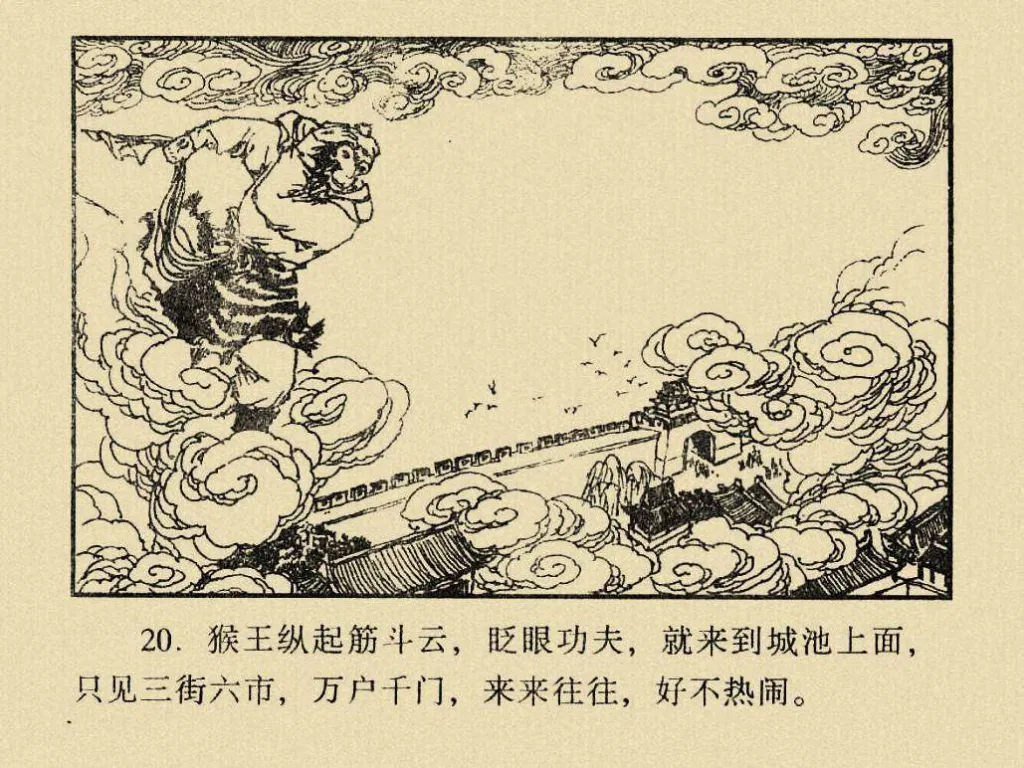 20. 猴王纵起筋斗云，眨眼功夫，就来到城池上面，
只见三街六市，万户千门，来来往往，好不热闹。